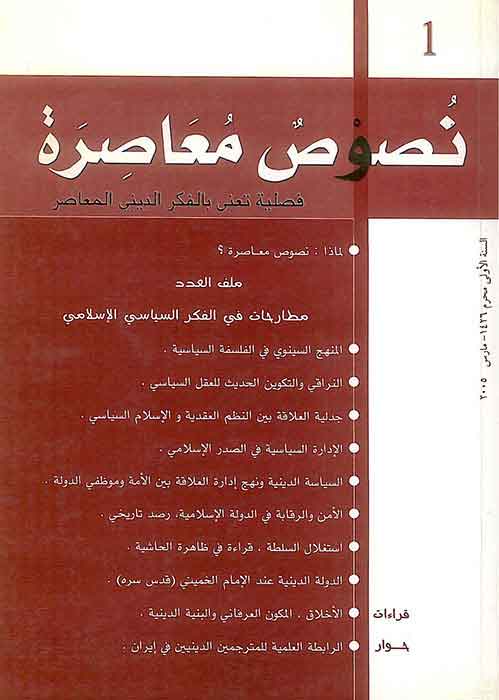 1
نُصوْصٌ مُعَاصِرَة
فصلية تعنى بالفكر الديني المعاصر
السنة الأولى محرم ١٤٢٦ - مارس ٢٠٠٥
لماذا : نصوص معاصرة ؟
ملف العدد
مطارحات في الفكر السياسي الإسلامي
المنهج السينوي في الفلسفة السياسية .
النراقي والتكوين الحديث للعقل السياسي .
جدلية العلاقة بين النظم العقدية و الإسلام السياسي .
الإدارة السياسية في الصدر الإسلامي .
السياسة الدينية ونهج إدارة العلاقة بين الأمة وموظفي الدولة .
الأمن والرقابة في الدولة الإسلامية، رصد تاريخي .
استغلال السلطة ، قراءة في ظاهرة الحاشية .
الدولة الدينية عند الإمام الخميني (قدس سره) .
قراءات الأخلاق ، المكون العرفاني والبنية الدينية .
حوار الرابطة العلمية للمترجمين الدينيين في إيران .